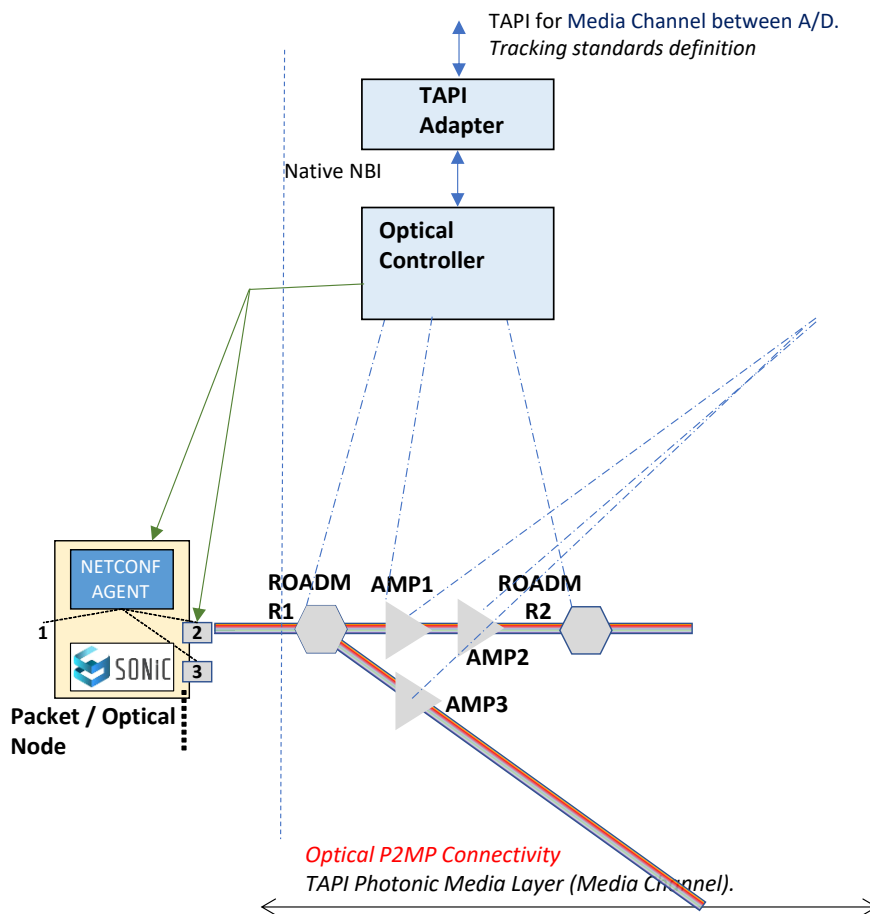 TAPI for Media Channel between A/D.
Tracking standards definition
TAPI
Adapter
Native NBI
Optical
Controller
NETCONF
AGENT
1
2
SONiC
3
Packet / Optical
Node
ROADM
R1
AMP1
ROADM
R2
AMP2
AMP3
Optical P2MP Connectivity
TAPI Photonic Media Layer (Media Channel).